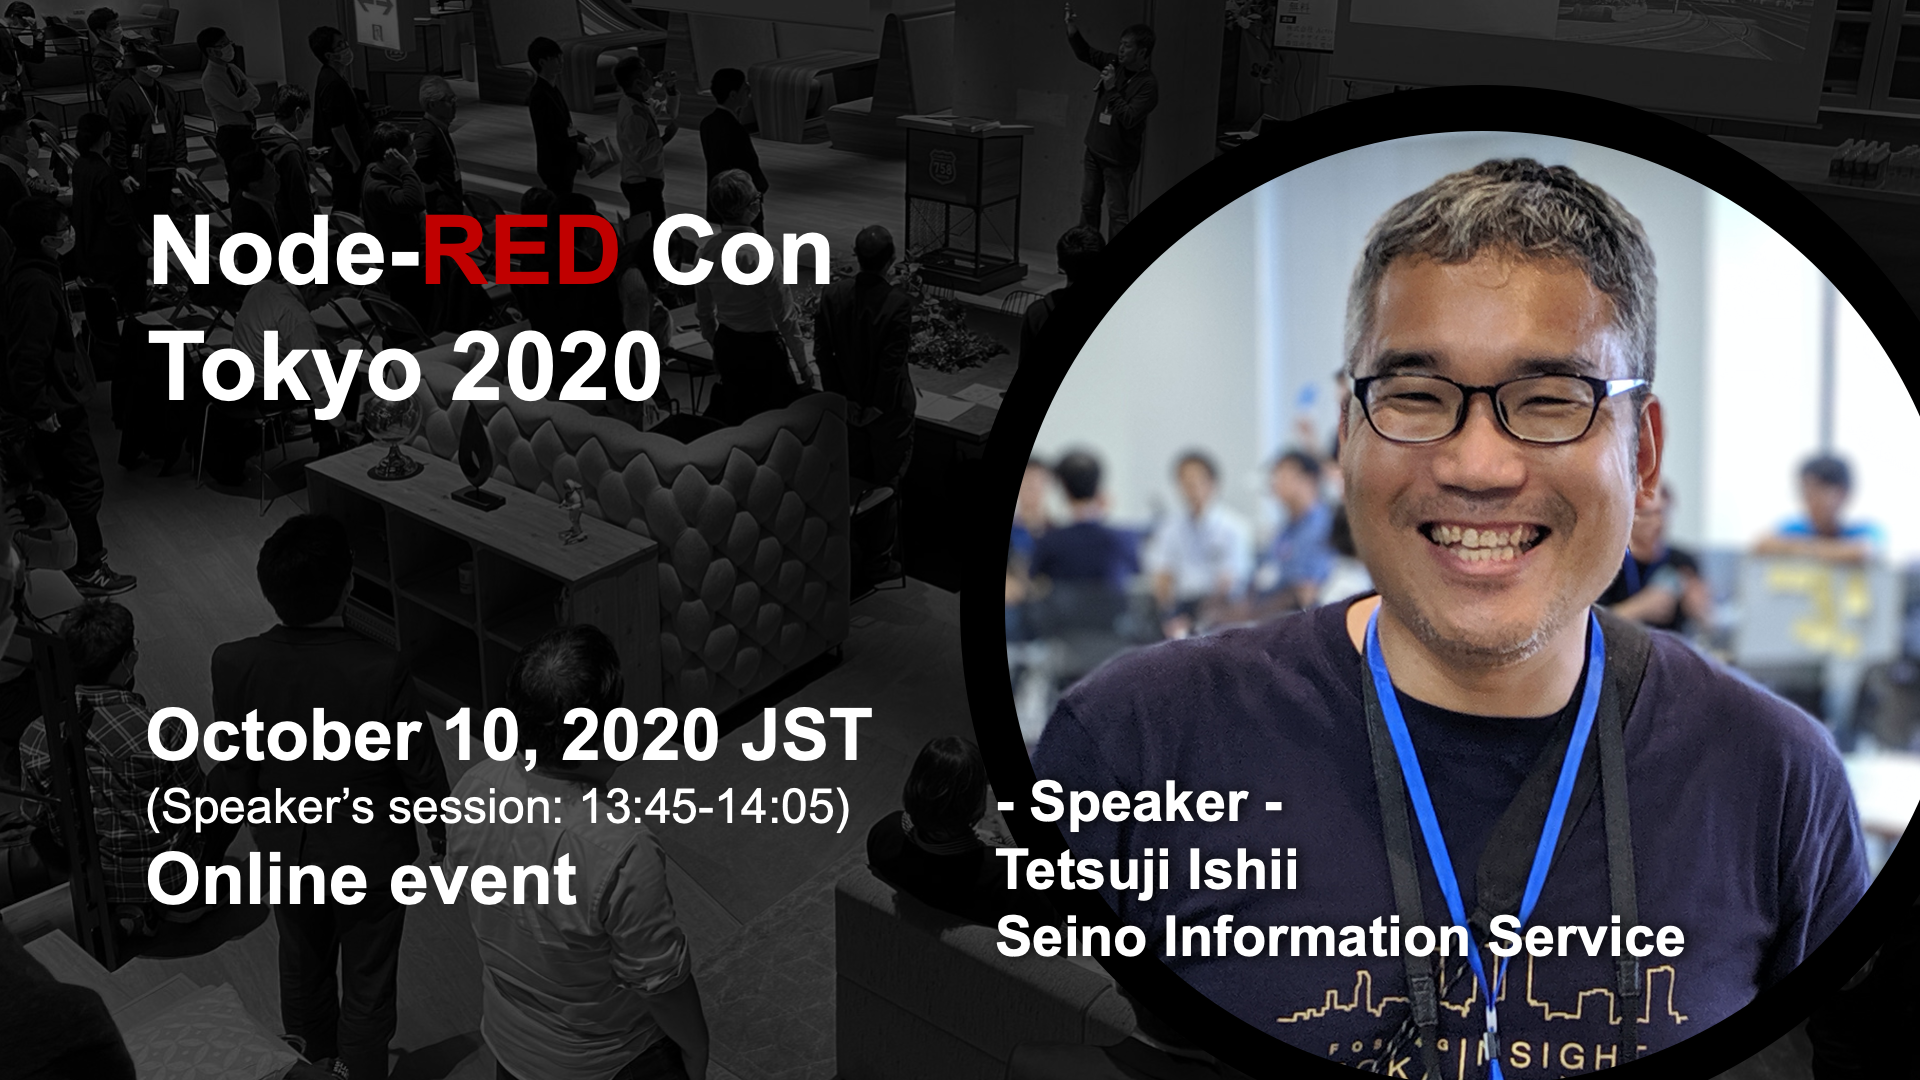 Node-RED Con
Tokyo 2020
October 10, 2020 JST
(Speaker’s session: 13:45-14:05)
Online event
- Speaker -
Tetsuji Ishii
Seino Information Service
758